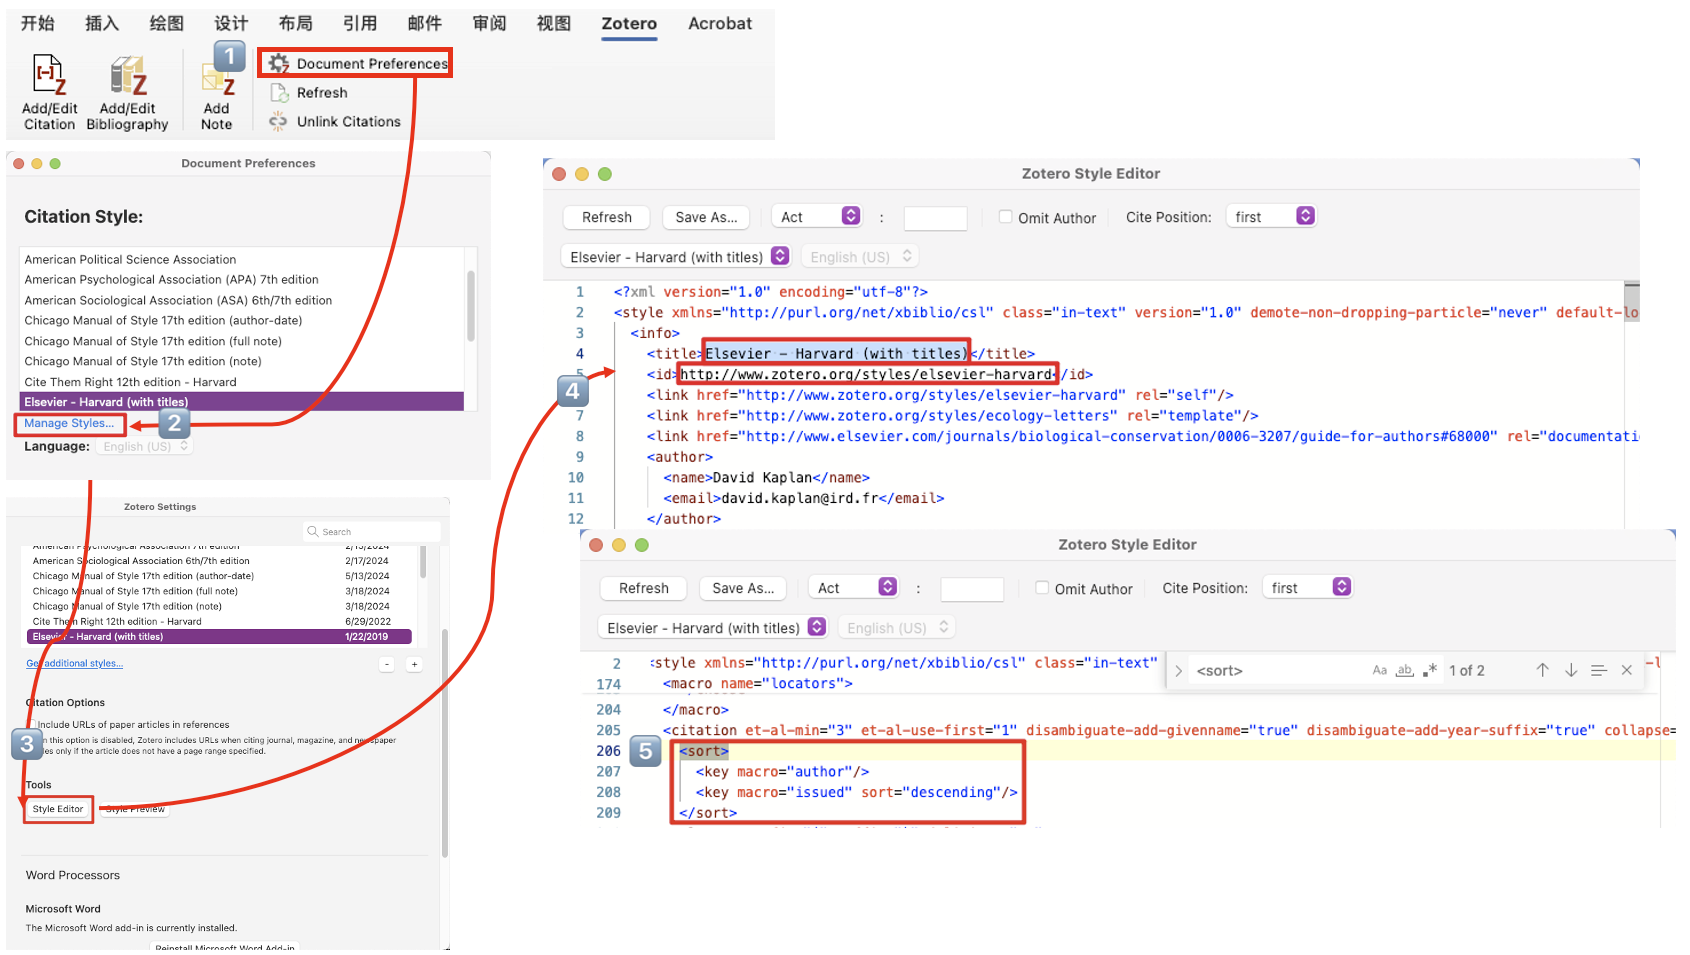 开始 插入 绘图 设计 布局 引用 邮件 审阅 视图 Zotero Acrobat
1
Document Preferences
Refresh
Unlink Citations
Add/Edit Citation
Add/Edit Bibliography
Add Note
Document Preferences
Citation Style:
American Political Science Association
American Psychological Association (APA) 7th edition
American Sociological Association (ASA) 6th/7th edition
Chicago Manual of Style 17th edition (author-date)
Chicago Manual of Style 17th edition (full note)
Chicago Manual of Style 17th edition (note)
Cite Them Right 12th edition - Harvard
Elsevier - Harvard (with titles)
Manage Styles...
2
Language: English (US)
Zotero Settings
Search
American Psychological Association 7th edition 2/13/2024
American Sociological Association 6th/7th edition 2/17/2024
Chicago Manual of Style 17th edition (author-date) 5/13/2024
Chicago Manual of Style 17th edition (full note) 3/18/2024
Chicago Manual of Style 17th edition (note) 3/18/2024
Cite Them Right 12th edition - Harvard 6/29/2022
Elsevier - Harvard (with titles) 1/22/2019
Get additional styles...
- +
Citation Options
Include URLs of paper articles in references
n this option is disabled, Zotero includes URLs when citing journal, magazine, and newspaper
les only if the article does not have a page range specified.
3
Tools
Style Editor Style Preview
Word Processors
Microsoft Word
The Microsoft Word add-in is currently installed.
Reinstall Microsoft Word Add-in
4
Zotero Style Editor
Refresh Save As... Act : Omit Author Cite Position: first
Elsevier - Harvard (with titles) English (US)
1 <?xml version="1.0" encoding="utf-8"?>
2 <style xmlns="http://purl.org/net/xbiblio/csl" class="in-text" version="1.0" demote-non-dropping-particle="never" default-lo
3 <info>
4 <title>Elsevier - Harvard (with titles)</title>
5 <id>http://www.zotero.org/styles/elsevier-harvard</id>
<link href="http://www.zotero.org/styles/elsevier-harvard" rel="self"/>
7 <link href="http://www.zotero.org/styles/ecology-letters" rel="template"/>
8 <link href="http://www.elsevier.com/journals/biological-conservation/0006-3207/guide-for-authors#68000" rel="documentati
9 <author>
10 <name>David Kaplan</name>
11 <email>david.kaplan@ird.fr</email>
12 </author>
Zotero Style Editor
Refresh Save As... Act : Omit Author Cite Position: first
Elsevier - Harvard (with titles) English (US)
2 <style xmlns="http://purl.org/net/xbiblio/csl" class="in-text"
<sort> Aa ab .* 1 of 2
174 <macro name="locators">
204 </macro>
205 <citation et-al-min="3" et-al-use-first="1" disambiguate-add-givenname="true" disambiguate-add-year-suffix="true" collapse=
5
206 <sort>
207 <key macro="author"/>
208 <key macro="issued" sort="descending"/>
209 </sort>